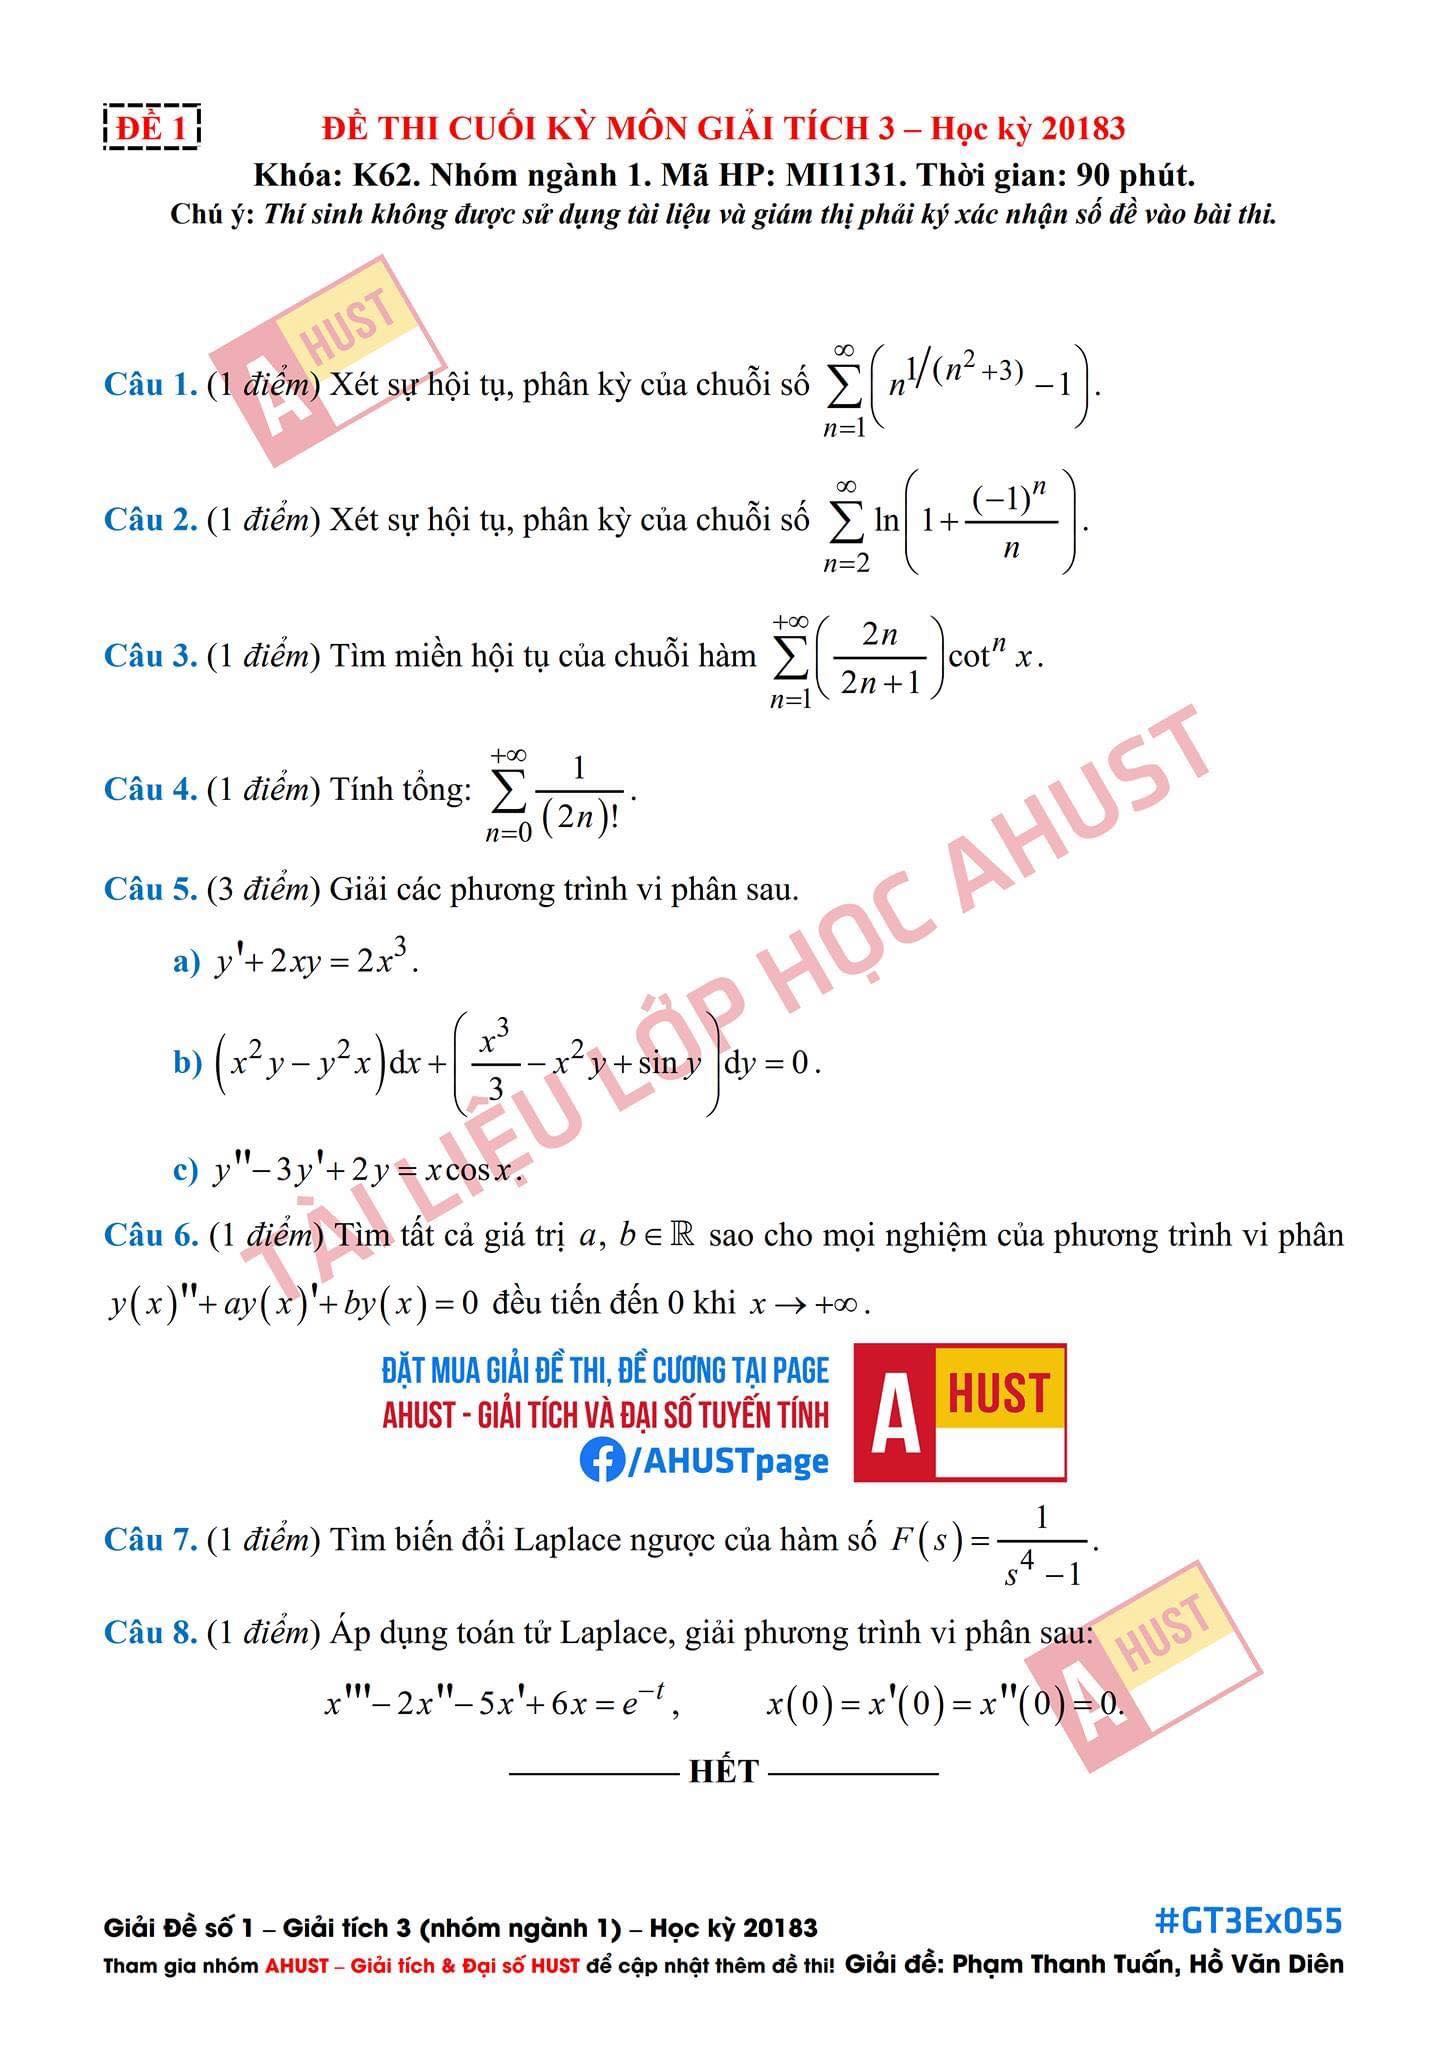 ĐỀ 1
ĐỀ THI CUỐI KỲ MÔN GIẢI TÍCH 3 – Học kỳ 20183
Khóa: K62. Nhóm ngành 1. Mã HP: MI1131. Thời gian: 90 phút.
Chú ý: Thí sinh không được sử dụng tài liệu và giám thị phải ký xác nhận số đề vào bài thi.
A HUST
Câu 1. (1 điểm) Xét sự hội tụ, phân kỳ của chuỗi số $\sum_{n=1}^{\infty}\left(n^{1/(n^2+3)}-1\right)$.
Câu 2. (1 điểm) Xét sự hội tụ, phân kỳ của chuỗi số $\sum_{n=2}^{\infty}\ln\left(1+\frac{(-1)^n}{n}\right)$.
Câu 3. (1 điểm) Tìm miền hội tụ của chuỗi hàm $\sum_{n=1}^{+\infty}\left(\frac{2n}{2n+1}\right)\cot^n x$.
Câu 4. (1 điểm) Tính tổng: $\sum_{n=0}^{+\infty}\frac{1}{(2n)!}$.
Câu 5. (3 điểm) Giải các phương trình vi phân sau.
a) $y'+2xy=2x^3$.
b) $\left(x^2y-y^2x\right)\mathrm{d}x+\left(\frac{x^3}{3}-x^2y+\sin y\right)\mathrm{d}y=0$.
c) $y''-3y'+2y=x\cos x$.
TÀI LIỆU LỚP HỌC AHUST
Câu 6. (1 điểm) Tìm tất cả giá trị $a, b\in\mathbb{R}$ sao cho mọi nghiệm của phương trình vi phân
$y(x)''+ay(x)'+by(x)=0$ đều tiến đến 0 khi $x\to+\infty$.
ĐẶT MUA GIẢI ĐỀ THI, ĐỀ CƯƠNG TẠI PAGE
AHUST - GIẢI TÍCH VÀ ĐẠI SỐ TUYẾN TÍNH
/AHUSTpage
A HUST
Câu 7. (1 điểm) Tìm biến đổi Laplace ngược của hàm số $F(s)=\frac{1}{s^4-1}$.
Câu 8. (1 điểm) Áp dụng toán tử Laplace, giải phương trình vi phân sau:
$x'''-2x''-5x'+6x=e^{-t}$, $x(0)=x'(0)=x''(0)=0.$
A HUST
HẾT
Giải Đề số 1 – Giải tích 3 (nhóm ngành 1) – Học kỳ 20183 #GT3Ex055
Tham gia nhóm AHUST – Giải tích & Đại số HUST để cập nhật thêm đề thi! Giải đề: Phạm Thanh Tuấn, Hồ Văn Diên